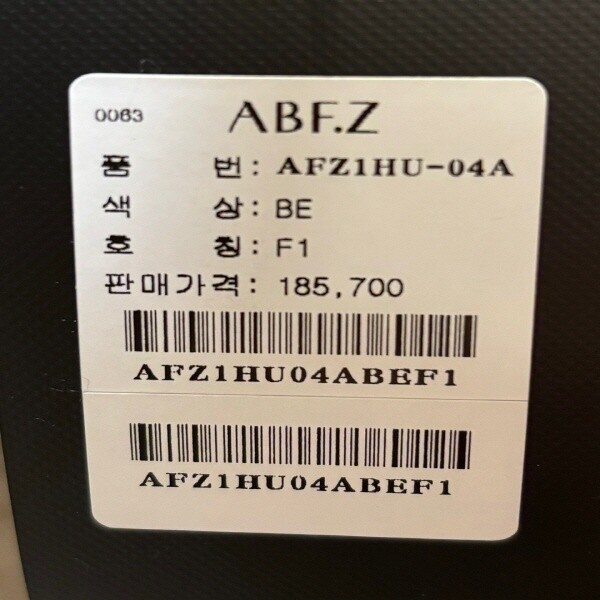 0063 ABF.Z
품 번: AFZ1HU-04A
색 상: BE
호 칭: F1
판매가격: 185,700
AFZ1HU04ABEF1
AFZ1HU04ABEF1